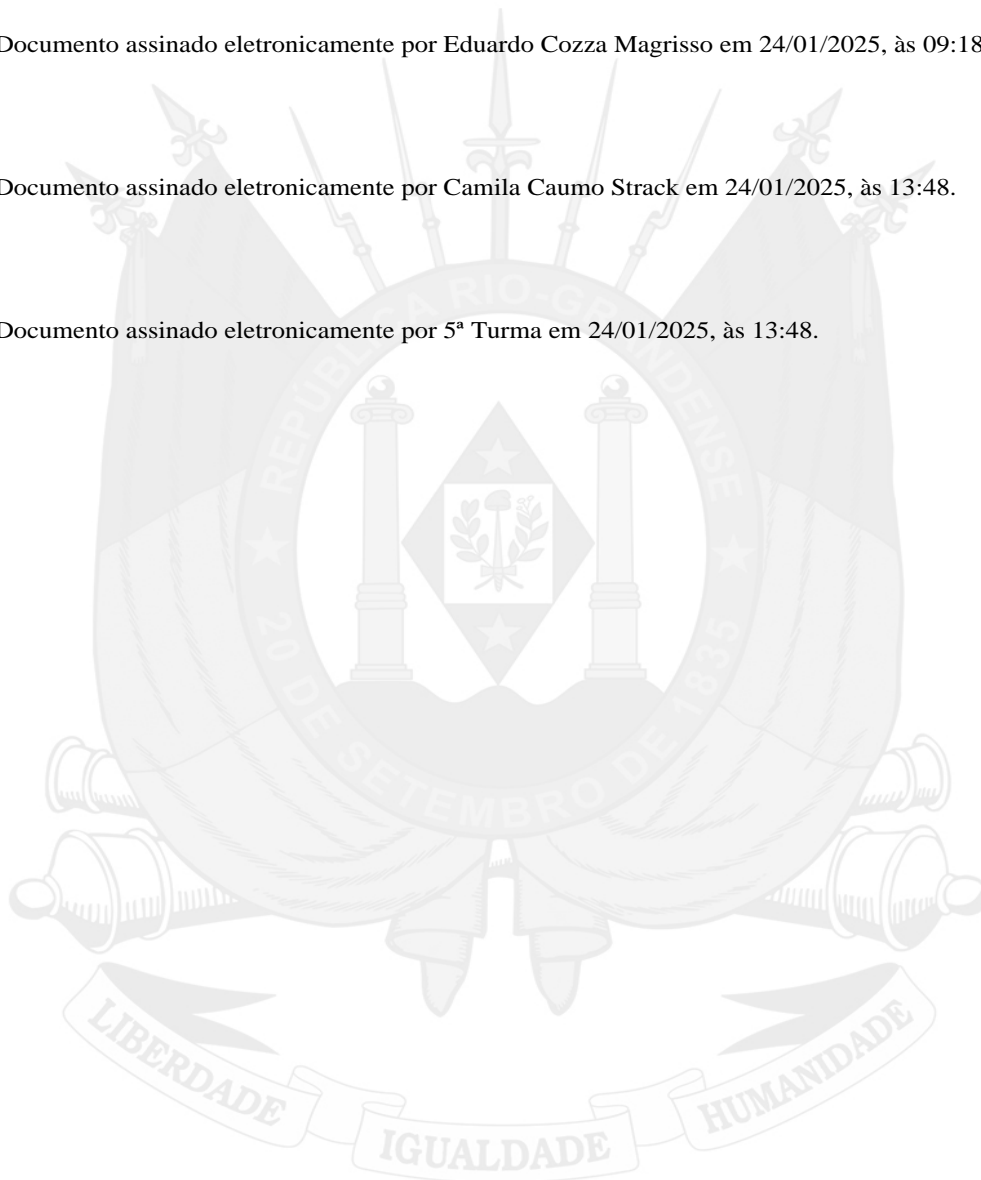 Documento assinado eletronicamente por Eduardo Cozza Magrisso em 24/01/2025, às 09:18
Documento assinado eletronicamente por Camila Caumo Strack em 24/01/2025, às 13:48.
Documento assinado eletronicamente por 5ª Turma em 24/01/2025, às 13:48.
REPÚBLICA RIO-GRANDENSE
20 DE SETEMBRO DE 1835
LIBERDADE
IGUALDADE
HUMANIDADE